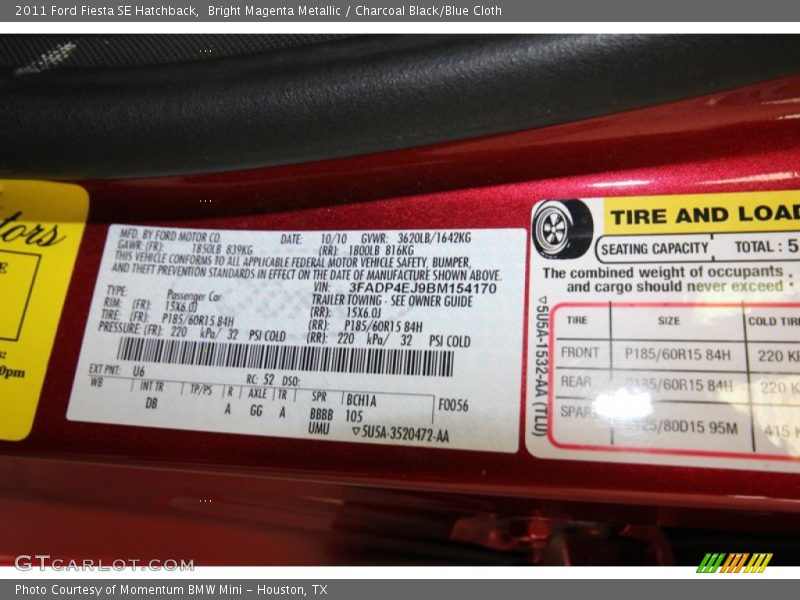 2011 Ford Fiesta SE Hatchback,  Bright Magenta Metallic / Charcoal Black/Blue Cloth
tors
E
s:
0pm
MFD. BY FORD MOTOR CO.
DATE: 10/10 GVWR: 3620LB/1642KG
GAWR (FR): 1850LB 839KG (RR): 1800LB 816KG
THIS VEHICLE CONFORMS TO ALL APPLICABLE FEDERAL MOTOR VEHICLE SAFETY, BUMPER,
AND THEFT PREVENTION STANDARDS IN EFFECT ON THE DATE OF MANUFACTURE SHOWN ABOVE.
VIN: 3FADP4EJ9BM154170
TYPE: Passenger Car TRAILER TOWING - SEE OWNER GUIDE
RIM: (FR): 15X6.0J (RR): 15X6.0J
TIRE: (FR): P185/60R15 84H (RR): P185/60R15 84H
PRESSURE: (FR): 220 kPa/ 32 PSI COLD (RR): 220 kPa/ 32 PSI COLD
EXT PNT: U6 RC: 52 DSO:
WB INT TR TP/PS R AXLE TR SPR BCH1A F0056
DB A GG A BBBB 105
UMU ▽5U5A-3520472-AA
TIRE AND LOAD
SEATING CAPACITY TOTAL : 5
The combined weight of occupants
and cargo should never exceed
▽5U5A-1532-AA (TLU)
TIRE SIZE COLD TIRE
FRONT P185/60R15 84H 220 K
REAR 185/60R15 84H 220 K
SPAR 25/80D15 95M 415 K
GTcarlot.com
Photo Courtesy of Momentum BMW Mini - Houston, TX